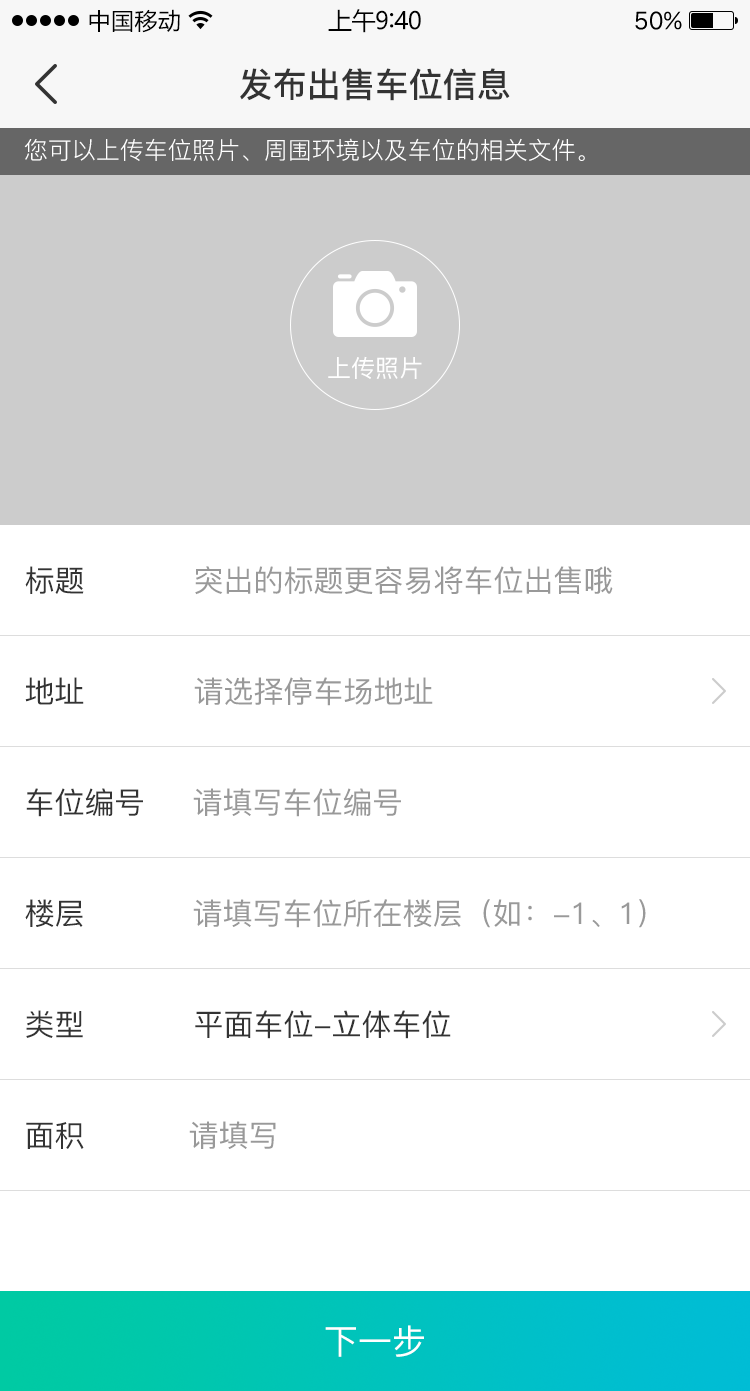 中国移动 上午9:40 50%
发布出售车位信息
您可以上传车位照片、周围环境以及车位的相关文件。
上传照片
标题 突出的标题更容易将车位出售哦
地址 请选择停车场地址
车位编号 请填写车位编号
楼层 请填写车位所在楼层（如：-1、1）
类型 平面车位-立体车位
面积 请填写
下一步